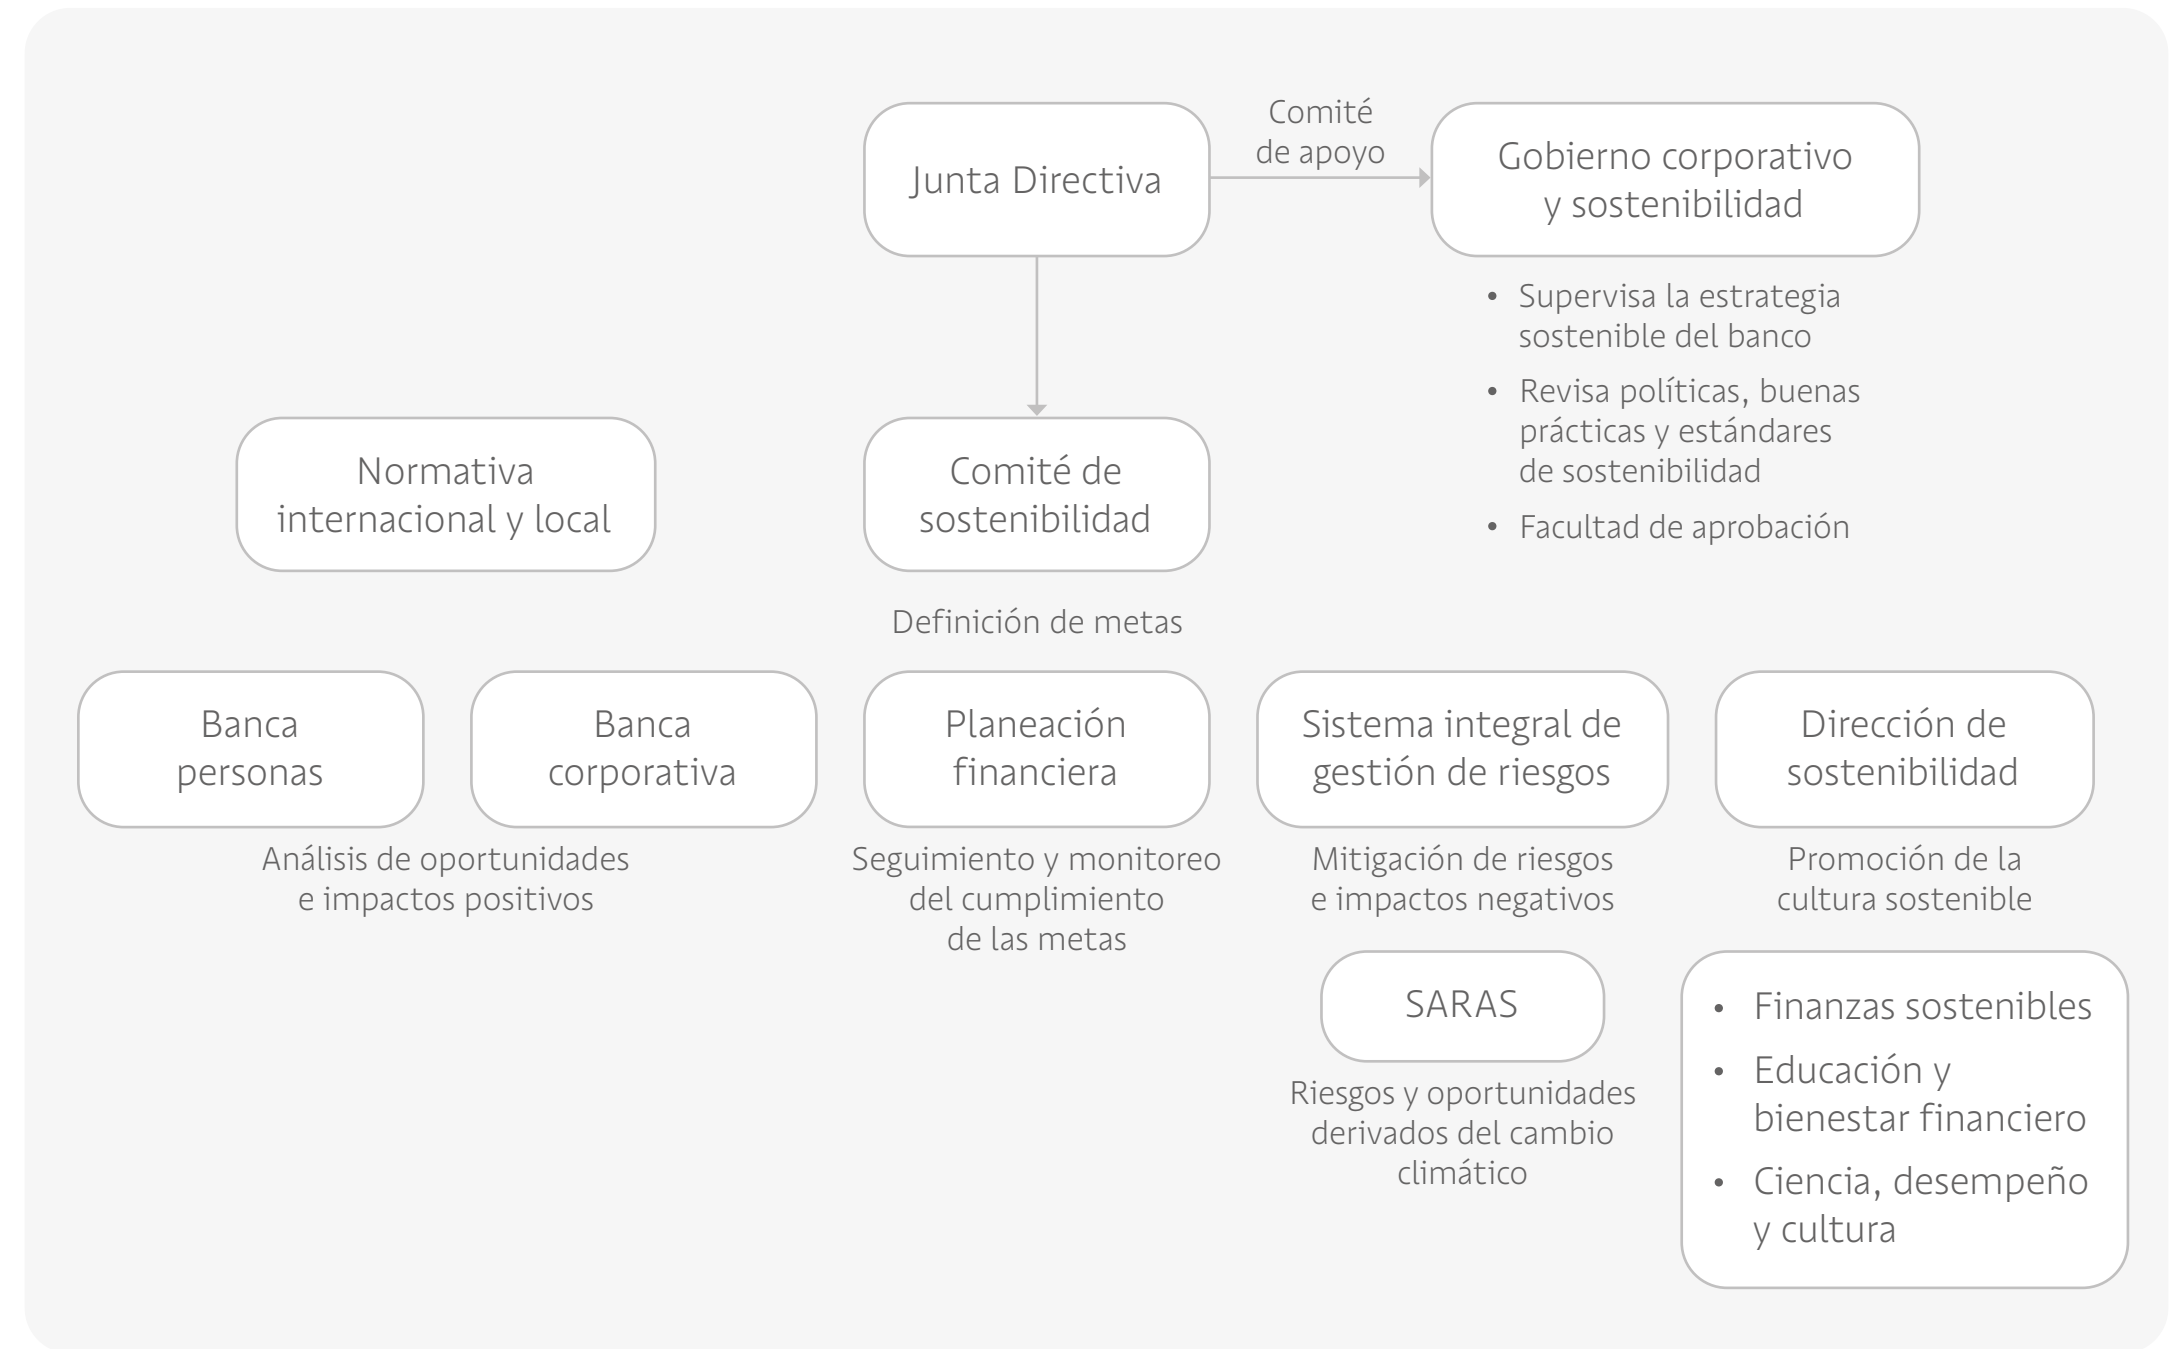 Junta Directiva
Comité
de apoyo
Gobierno corporativo
y sostenibilidad
• Supervisa la estrategia
sostenible del banco
• Revisa políticas, buenas
prácticas y estándares
de sostenibilidad
• Facultad de aprobación
Normativa
internacional y local
Comité de
sostenibilidad
Definición de metas
Banca
personas
Banca
corporativa
Análisis de oportunidades
e impactos positivos
Planeación
financiera
Seguimiento y monitoreo
del cumplimiento
de las metas
Sistema integral de
gestión de riesgos
Mitigación de riesgos
e impactos negativos
SARAS
Riesgos y oportunidades
derivados del cambio
climático
Dirección de
sostenibilidad
Promoción de la
cultura sostenible
• Finanzas sostenibles
• Educación y
bienestar financiero
• Ciencia, desempeño
y cultura